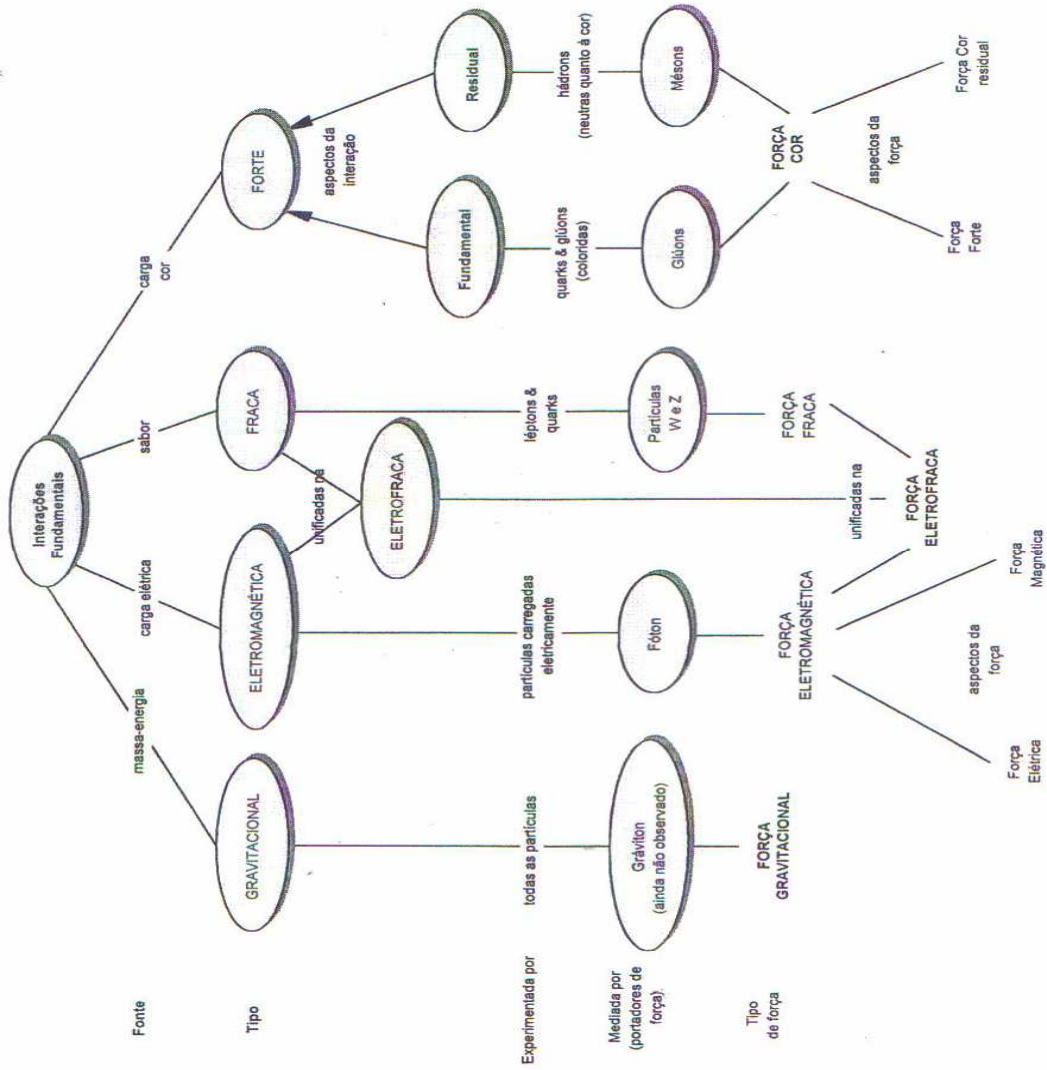 Interações
Fundamentais
Fonte
massa-energia
carga elétrica
sabor
carga
cor
Tipo
GRAVITACIONAL
ELETROMAGNÉTICA
FRACA
FORTE
unificadas na
ELETROFRACA
aspectos da
interação
Fundamental
Residual
Experimentada por
todas as partículas
partículas carregadas
eletricamente
léptons &
quarks
quarks & glúons
(coloridas)
hádrons
(neutras quanto à cor)
Mediada por
(portadores de
força).
Gráviton
(ainda não observado)
Fóton
Partículas
W e Z
Glúons
Mésons
Tipo
de força
FORÇA
GRAVITACIONAL
FORÇA
ELETROMAGNÉTICA
FORÇA
FRACA
FORÇA
COR
unificadas na
FORÇA
ELETROFRACA
aspectos da
força
Força
Elétrica
Força
Magnética
aspectos da
força
Força
Forte
Força Cor
residual